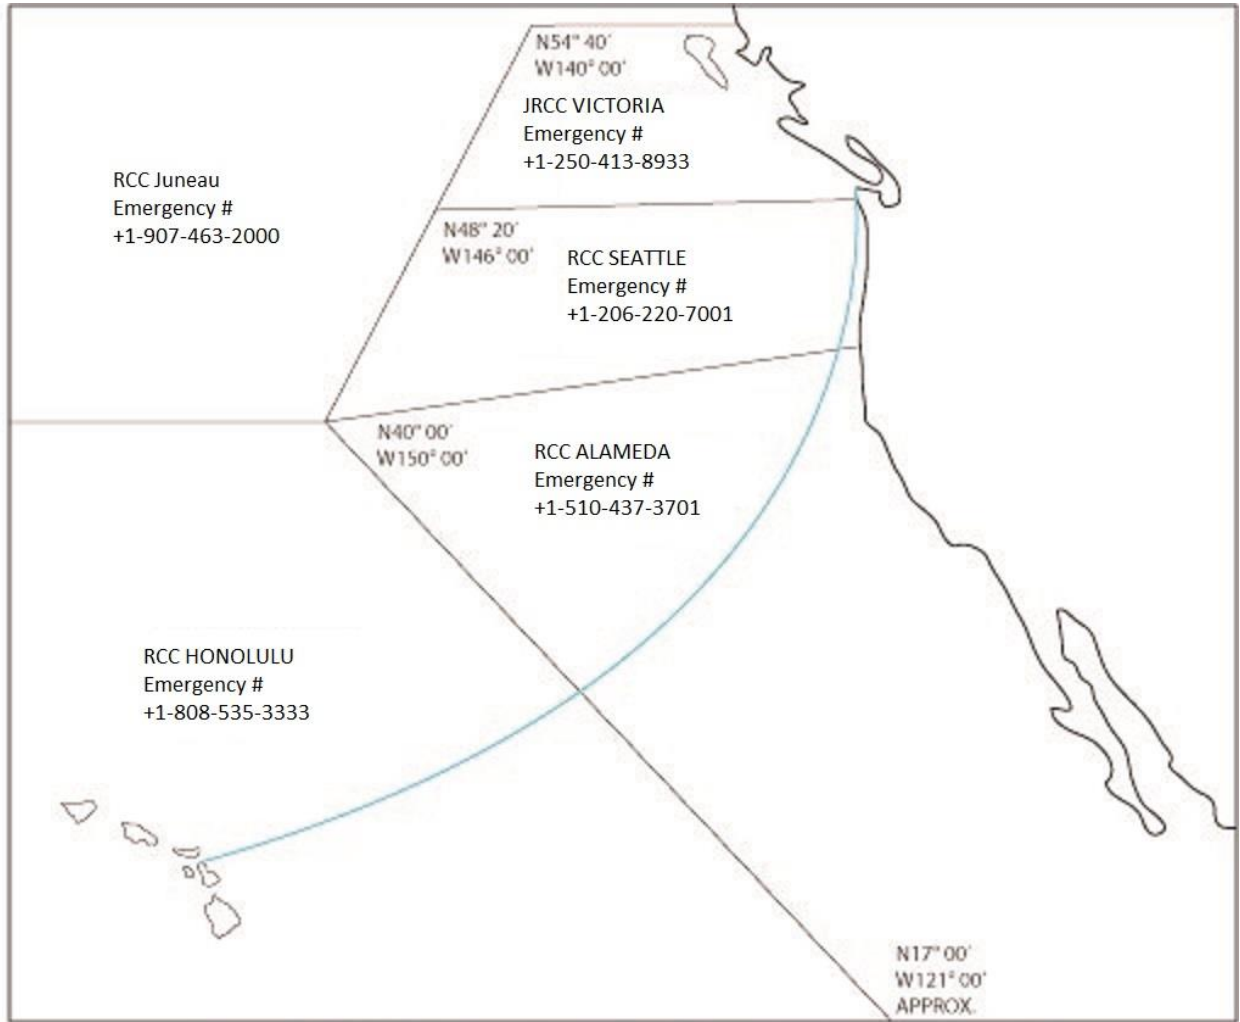 N54° 40′
W140° 00′
JRCC VICTORIA
Emergency #
+1-250-413-8933
RCC Juneau
Emergency #
+1-907-463-2000
N48° 20′
W146° 00′
RCC SEATTLE
Emergency #
+1-206-220-7001
N40° 00′
W150° 00′
RCC ALAMEDA
Emergency #
+1-510-437-3701
RCC HONOLULU
Emergency #
+1-808-535-3333
N17° 00′
W121° 00′
APPROX.